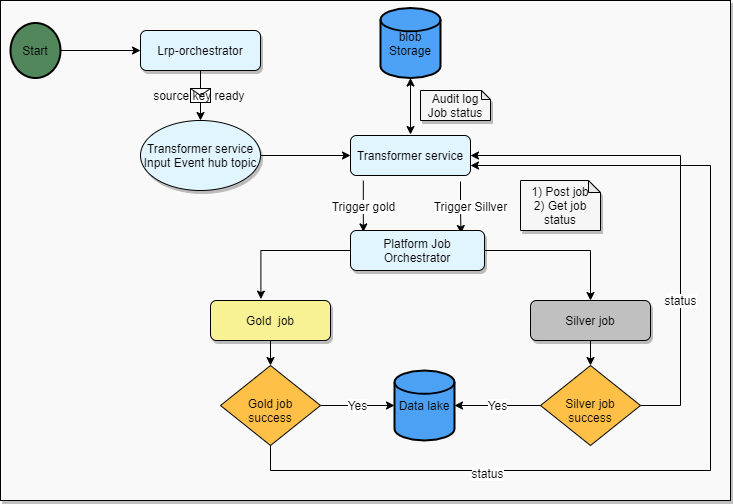 Start
Lrp-orchestrator
blob
Storage
source key ready
Audit log
Job status
Transformer service
Input Event hub topic
Transformer service
1) Post job
2) Get job
status
Trigger gold
Trigger Sillver
Platform Job
Orchestrator
Gold job
Silver job
status
Gold job
success
Yes
Data lake
Yes
Silver job
success
status